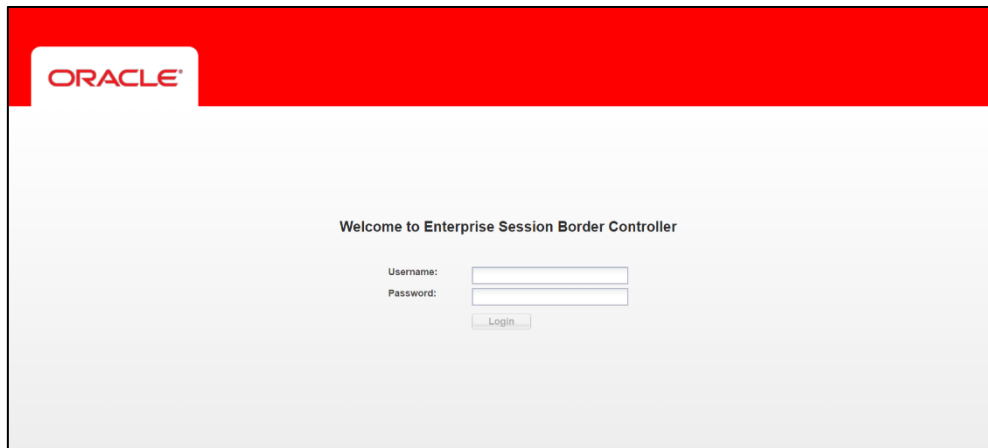 ORACLE®
Welcome to Enterprise Session Border Controller
Username:
Password:
Login